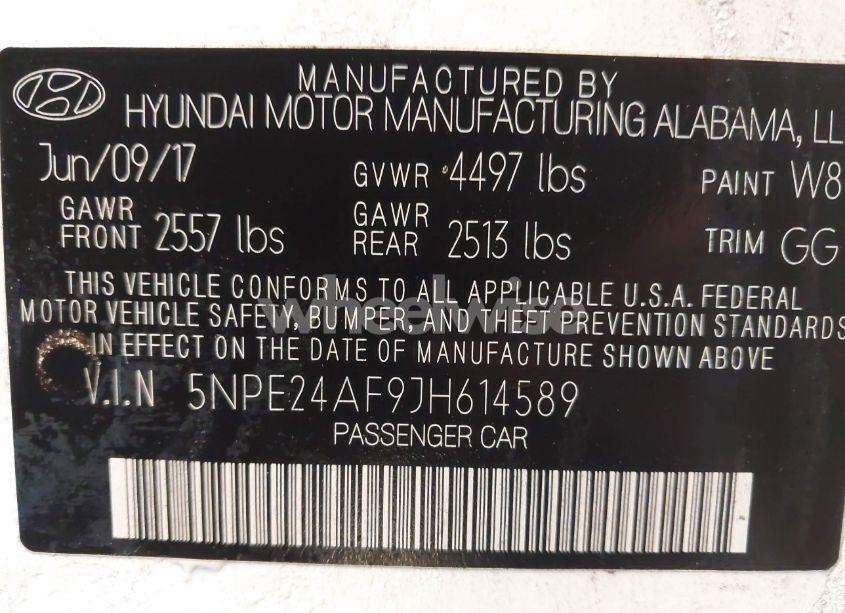 MANUFACTURED BY
HYUNDAI MOTOR MANUFACTURING ALABAMA, LL
Jun/09/17 GVWR 4497 lbs PAINT W8
GAWR FRONT 2557 lbs GAWR REAR 2513 lbs TRIM GG
THIS VEHICLE CONFORMS TO ALL APPLICABLE U.S.A. FEDERAL
MOTOR VEHICLE SAFETY, BUMPER, AND THEFT PREVENTION STANDARDS
IN EFFECT ON THE DATE OF MANUFACTURE SHOWN ABOVE
wheelwise
V.I.N 5NPE24AF9JH614589
PASSENGER CAR